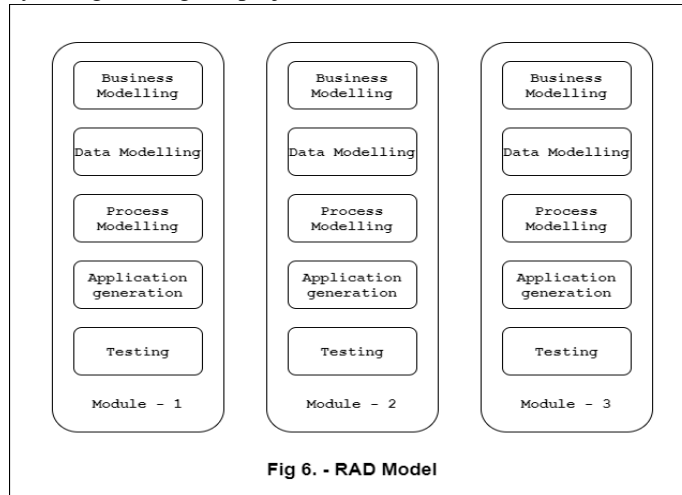 Business
Modelling
Data Modelling
Process
Modelling
Application
generation
Testing
Module - 1
Business
Modelling
Data Modelling
Process
Modelling
Application
generation
Testing
Module - 2
Business
Modelling
Data Modelling
Process
Modelling
Application
generation
Testing
Module - 3
Fig 6. - RAD Model